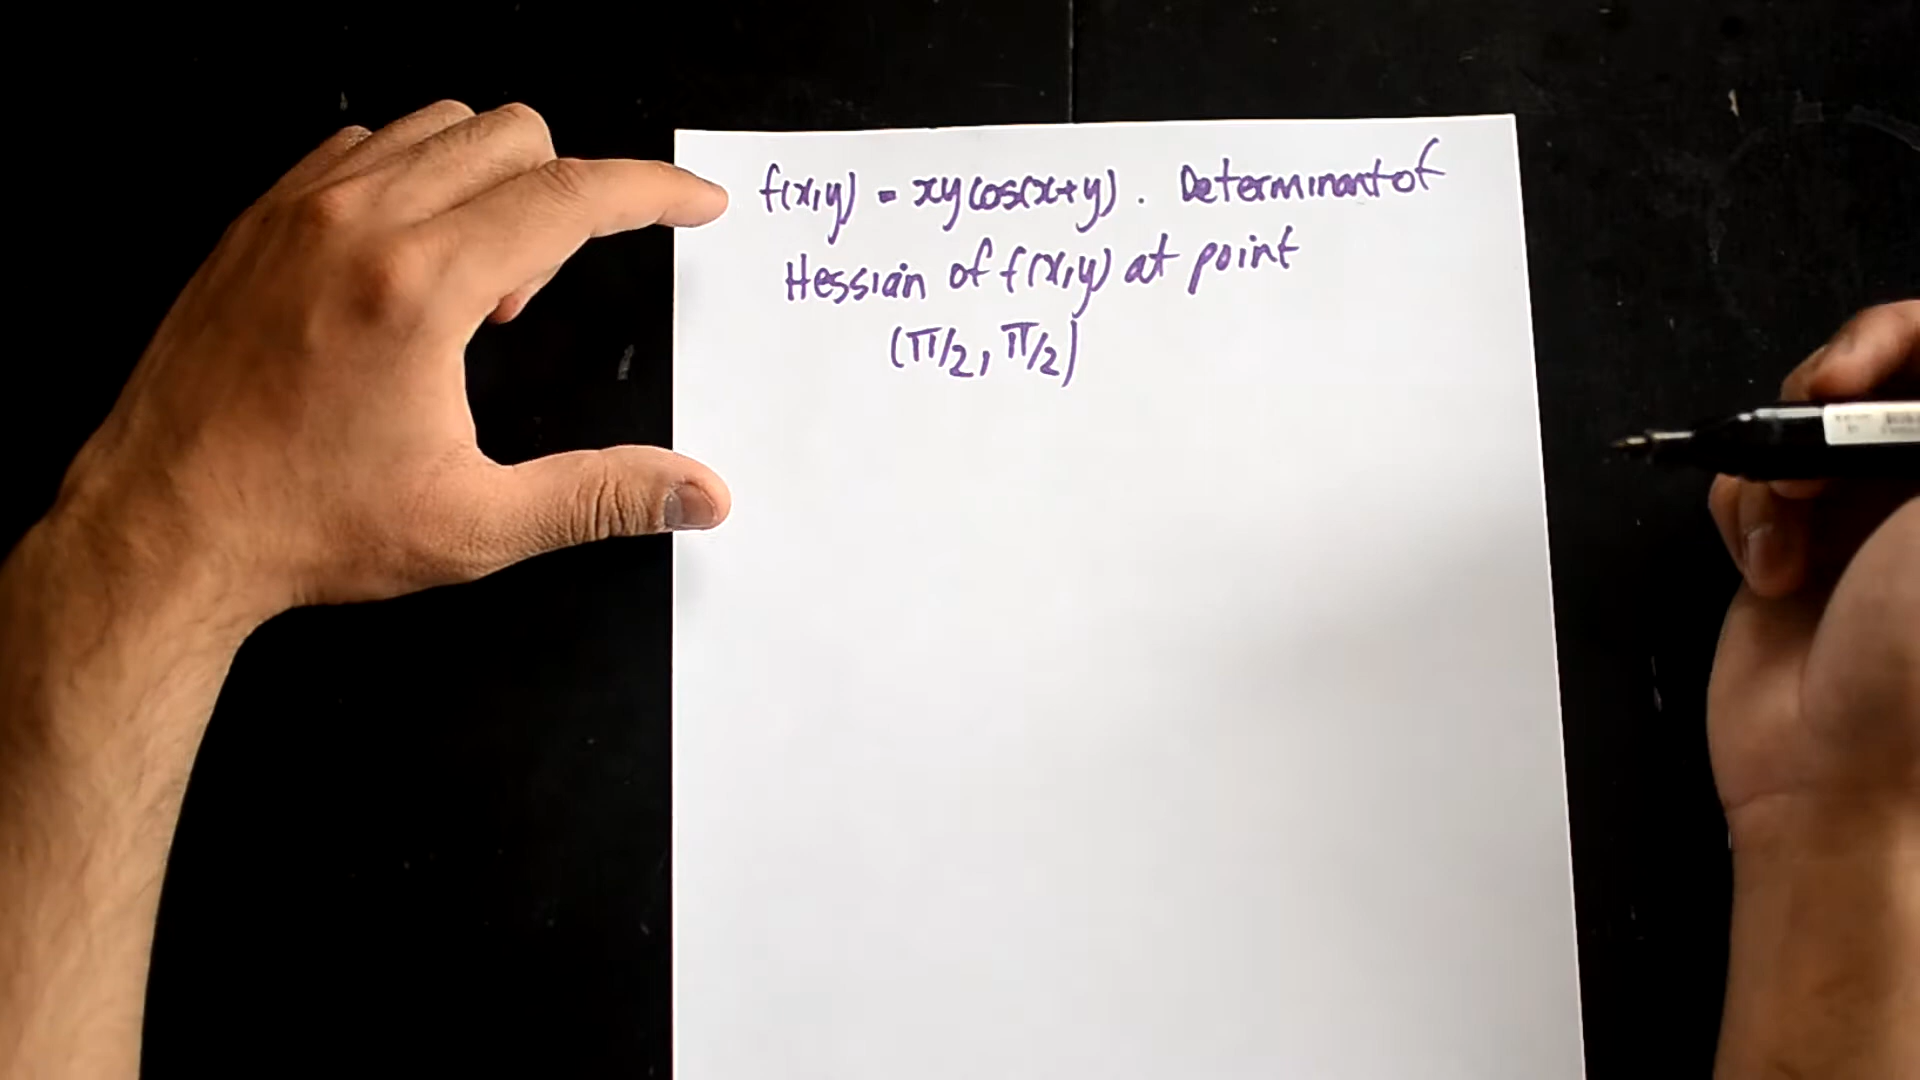 f(x,y) = xy cos(x+y). Determinant of
Hessian of f(x,y) at point
(π/2, π/2)